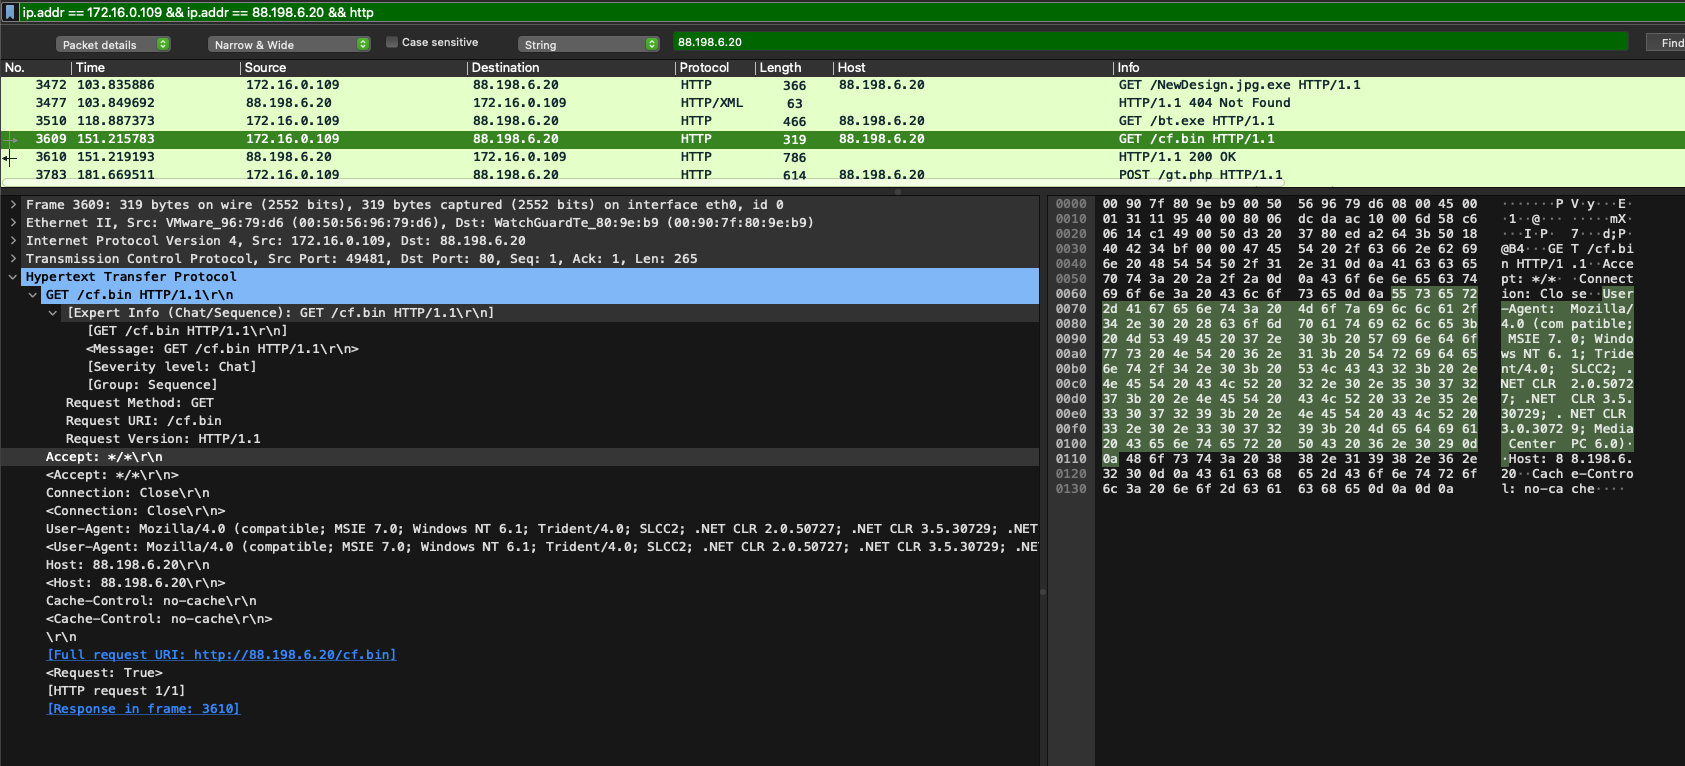 ip.addr == 172.16.0.109 && ip.addr == 88.198.6.20 && http
Packet details Narrow & Wide Case sensitive String 88.198.6.20 Find
No. Time Source Destination Protocol Length Host Info
3472 103.835886 172.16.0.109 88.198.6.20 HTTP 366 88.198.6.20 GET /NewDesign.jpg.exe HTTP/1.1
3477 103.849692 88.198.6.20 172.16.0.109 HTTP/XML 63 HTTP/1.1 404 Not Found
3510 118.887373 172.16.0.109 88.198.6.20 HTTP 466 88.198.6.20 GET /bt.exe HTTP/1.1
3609 151.215783 172.16.0.109 88.198.6.20 HTTP 319 88.198.6.20 GET /cf.bin HTTP/1.1
3610 151.219193 88.198.6.20 172.16.0.109 HTTP 786 HTTP/1.1 200 OK
3783 181.669511 172.16.0.109 88.198.6.20 HTTP 614 88.198.6.20 POST /gt.php HTTP/1.1
Frame 3609: 319 bytes on wire (2552 bits), 319 bytes captured (2552 bits) on interface eth0, id 0
Ethernet II, Src: VMware_96:79:d6 (00:50:56:96:79:d6), Dst: WatchGuardTe_80:9e:b9 (00:90:7f:80:9e:b9)
Internet Protocol Version 4, Src: 172.16.0.109, Dst: 88.198.6.20
Transmission Control Protocol, Src Port: 49481, Dst Port: 80, Seq: 1, Ack: 1, Len: 265
Hypertext Transfer Protocol
GET /cf.bin HTTP/1.1\r\n
[Expert Info (Chat/Sequence): GET /cf.bin HTTP/1.1\r\n]
[GET /cf.bin HTTP/1.1\r\n]
<Message: GET /cf.bin HTTP/1.1\r\n>
[Severity level: Chat]
[Group: Sequence]
Request Method: GET
Request URI: /cf.bin
Request Version: HTTP/1.1
Accept: */*\r\n
<Accept: */*\r\n>
Connection: Close\r\n
<Connection: Close\r\n>
User-Agent: Mozilla/4.0 (compatible; MSIE 7.0; Windows NT 6.1; Trident/4.0; SLCC2; .NET CLR 2.0.50727; .NET CLR 3.5.30729; .NET
<User-Agent: Mozilla/4.0 (compatible; MSIE 7.0; Windows NT 6.1; Trident/4.0; SLCC2; .NET CLR 2.0.50727; .NET CLR 3.5.30729; .NE
Host: 88.198.6.20\r\n
<Host: 88.198.6.20\r\n>
Cache-Control: no-cache\r\n
<Cache-Control: no-cache\r\n>
\r\n
[Full request URI: http://88.198.6.20/cf.bin]
<Request: True>
[HTTP request 1/1]
[Response in frame: 3610]
0000 00 90 7f 80 9e b9 00 50 56 96 79 d6 08 00 45 00 ·······P V·y···E·
0010 01 31 11 95 40 00 80 06 dc da ac 10 00 6d 58 c6 ·1··@··· ·····mX·
0020 06 14 c1 49 00 50 d3 20 37 80 ed a2 64 3b 50 18 ···I·P·  7···d;P·
0030 40 42 34 bf 00 00 47 45 54 20 2f 63 66 2e 62 69 @B4···GE T /cf.bi
0040 6e 20 48 54 54 50 2f 31 2e 31 0d 0a 41 63 63 65 n HTTP/1 .1··Acce
0050 70 74 3a 20 2a 2f 2a 0d 0a 43 6f 6e 6e 65 63 74 pt: */*· ·Connect
0060 69 6f 6e 3a 20 43 6c 6f 73 65 0d 0a 55 73 65 72 ion: Clo se··User
0070 2d 41 67 65 6e 74 3a 20 4d 6f 7a 69 6c 6c 61 2f -Agent:  Mozilla/
0080 34 2e 30 20 28 63 6f 6d 70 61 74 69 62 6c 65 3b 4.0 (com patible;
0090 20 4d 53 49 45 20 37 2e 30 3b 20 57 69 6e 64 6f  MSIE 7. 0; Windo
00a0 77 73 20 4e 54 20 36 2e 31 3b 20 54 72 69 64 65 ws NT 6. 1; Tride
00b0 6e 74 2f 34 2e 30 3b 20 53 4c 43 43 32 3b 20 2e nt/4.0;  SLCC2; .
00c0 4e 45 54 20 43 4c 52 20 32 2e 30 2e 35 30 37 32 NET CLR  2.0.5072
00d0 37 3b 20 2e 4e 45 54 20 43 4c 52 20 33 2e 35 2e 7; .NET  CLR 3.5.
00e0 33 30 37 32 39 3b 20 2e 4e 45 54 20 43 4c 52 20 30729; . NET CLR
00f0 33 2e 30 2e 33 30 37 32 39 3b 20 4d 65 64 69 61 3.0.3072 9; Media
0100 20 43 65 6e 74 65 72 20 50 43 20 36 2e 30 29 0d  Center  PC 6.0)·
0110 0a 48 6f 73 74 3a 20 38 38 2e 31 39 38 2e 36 2e ·Host: 8 8.198.6.
0120 32 30 0d 0a 43 61 63 68 65 2d 43 6f 6e 74 72 6f 20··Cach e-Contro
0130 6c 3a 20 6e 6f 2d 63 61 63 68 65 0d 0a 0d 0a l: no-ca che····